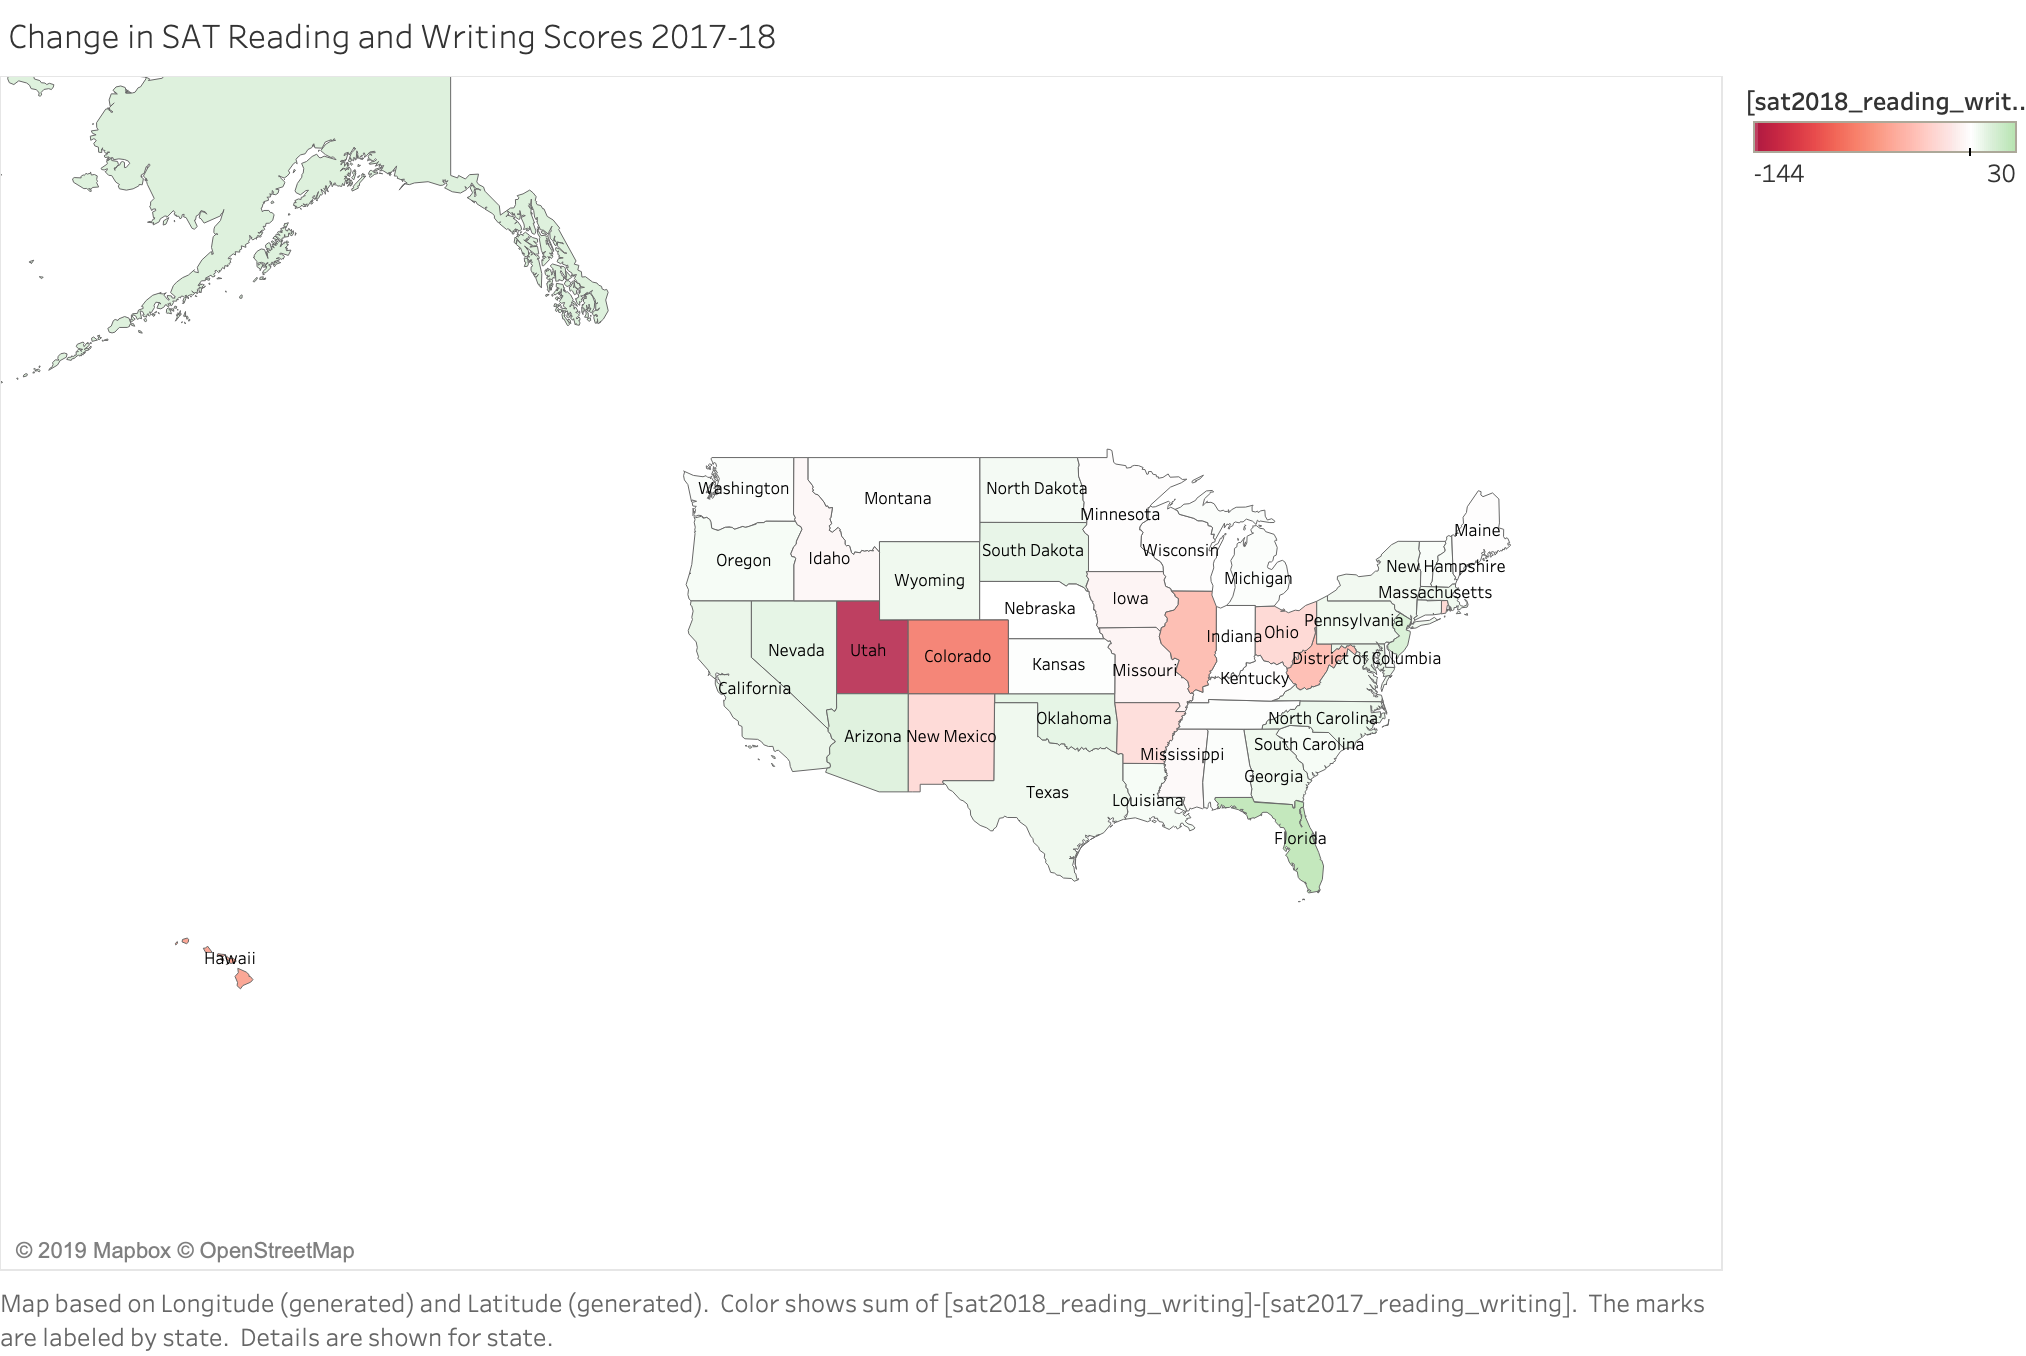 Change in SAT Reading and Writing Scores 2017-18
[sat2018_reading_writ..
-144
30
Washington
Montana
North Dakota
Minnesota
Maine
Oregon
Idaho
South Dakota
Wisconsin
New Hampshire
Wyoming
Michigan
Massachusetts
Iowa
Nebraska
Pennsylvania
Nevada
Utah
Colorado
Kansas
Indiana
Ohio
Missouri
District of Columbia
California
Kentucky
Arizona
New Mexico
Oklahoma
North Carolina
Mississippi
South Carolina
Texas
Louisiana
Georgia
Florida
Hawaii
© 2019 Mapbox © OpenStreetMap
Map based on Longitude (generated) and Latitude (generated).  Color shows sum of [sat2018_reading_writing]-[sat2017_reading_writing].  The marks
are labeled by state.  Details are shown for state.